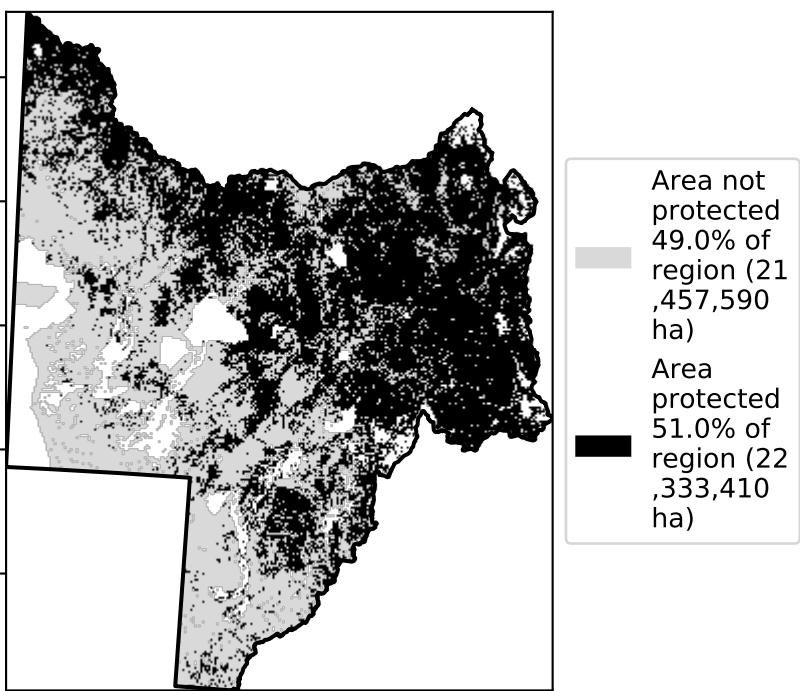 Area not
protected
49.0% of
region (21
,457,590
ha)
Area
protected
51.0% of
region (22
,333,410
ha)